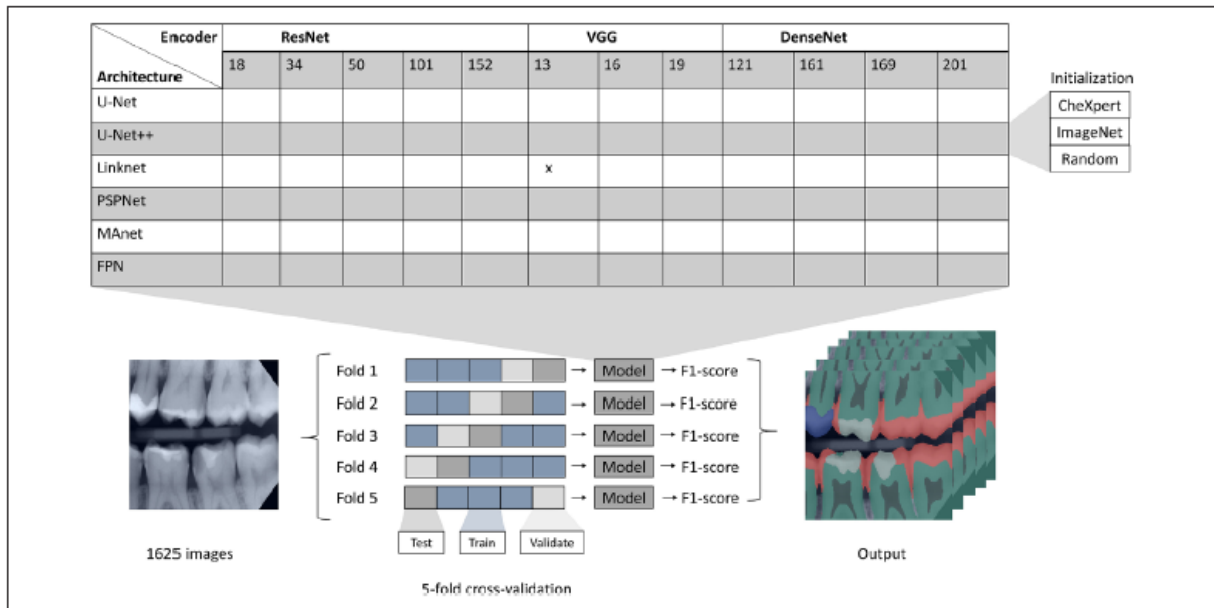 Encoder ResNet VGG DenseNet
Architecture 18 34 50 101 152 13 16 19 121 161 169 201
U-Net
U-Net++
Linknet x
PSPNet
MAnet
FPN
Initialization
CheXpert
ImageNet
Random
Fold 1 Model F1-score
Fold 2 Model F1-score
Fold 3 Model F1-score
Fold 4 Model F1-score
Fold 5 Model F1-score
Test Train Validate
1625 images
Output
5-fold cross-validation